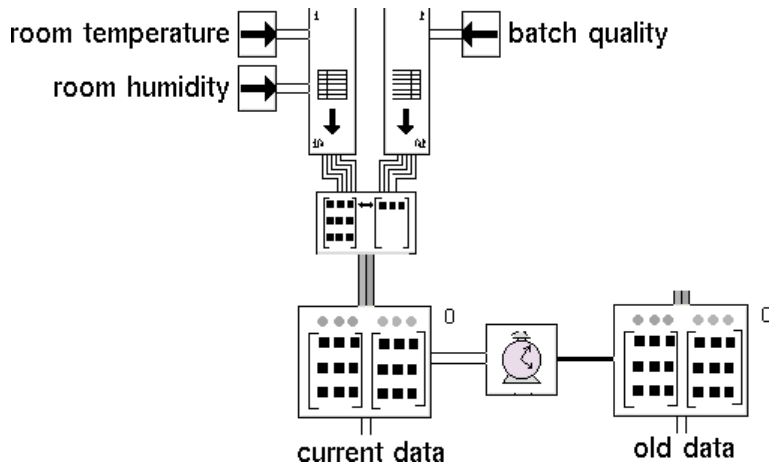 room temperature
batch quality
room humidity
0
current data
old data